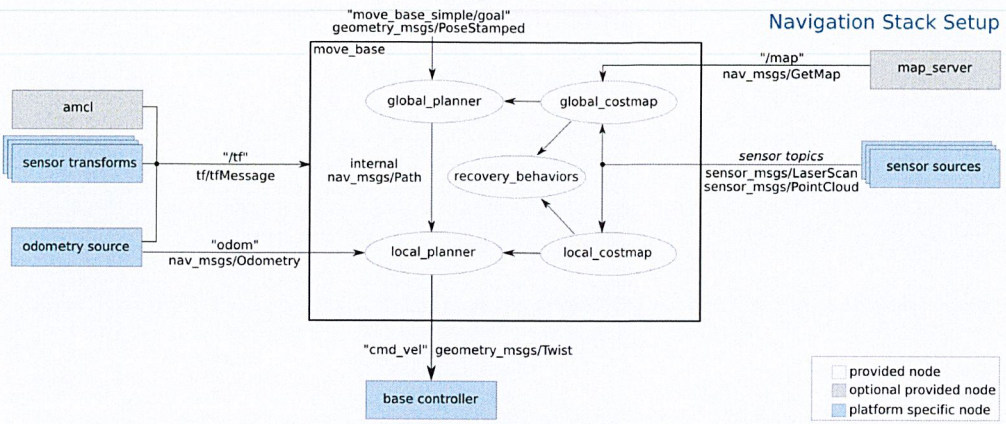 Navigation Stack Setup
"move_base_simple/goal"
geometry_msgs/PoseStamped
move_base
"/map"
nav_msgs/GetMap
map_server
global_planner
global_costmap
amcl
sensor transforms
"/tf"
tf/tfMessage
internal
nav_msgs/Path
recovery_behaviors
sensor topics
sensor_msgs/LaserScan
sensor_msgs/PointCloud
sensor sources
odometry source
"odom"
nav_msgs/Odometry
local_planner
local_costmap
"cmd_vel"
geometry_msgs/Twist
base controller
provided node
optional provided node
platform specific node